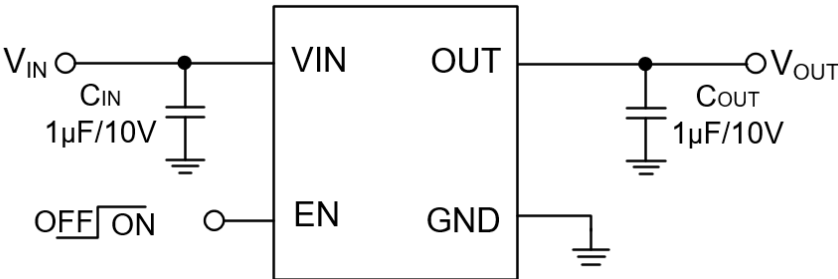 VIN VIN OUT VOUT
CIN COUT
1µF/10V 1µF/10V
OFF ON EN GND